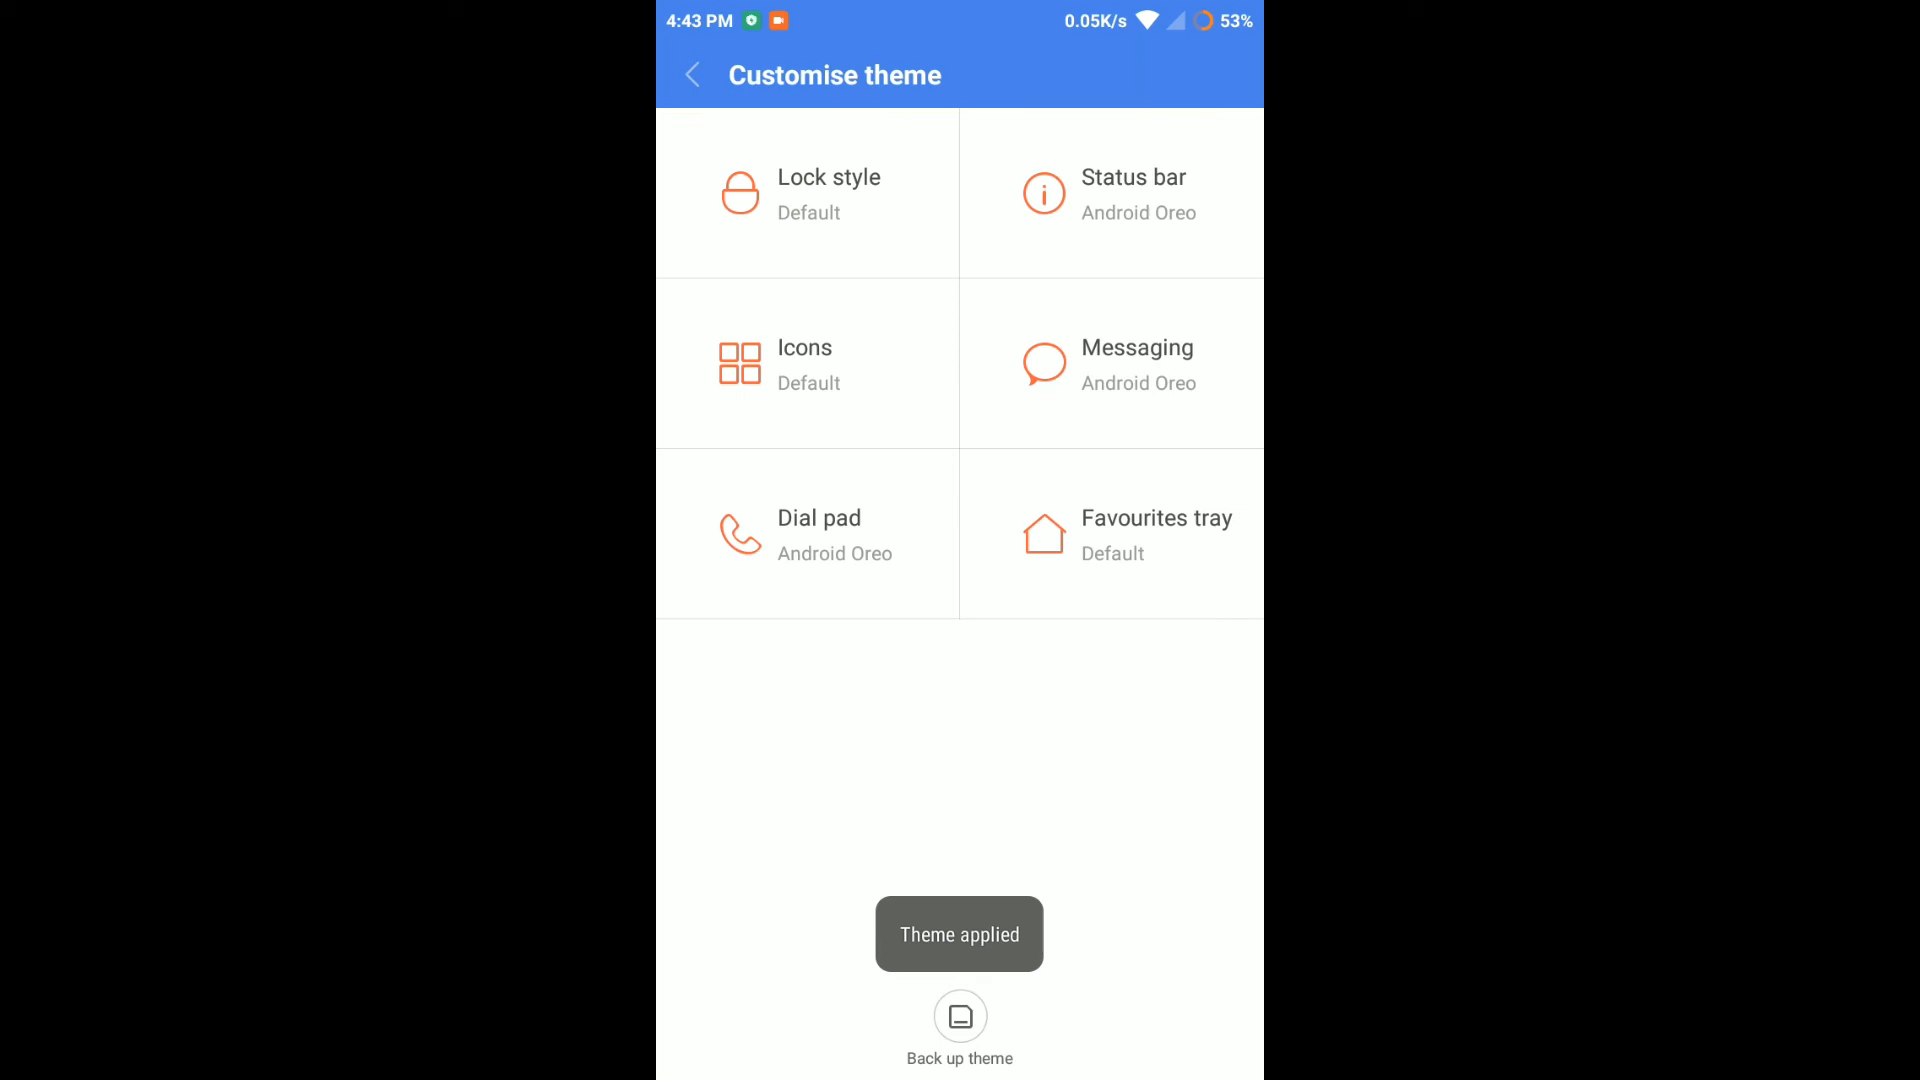 4:43 PM 0.05K/s 53%
Customise theme
Lock style
Default
Status bar
Android Oreo
Icons
Default
Messaging
Android Oreo
Dial pad
Android Oreo
Favourites tray
Default
Theme applied
Back up theme